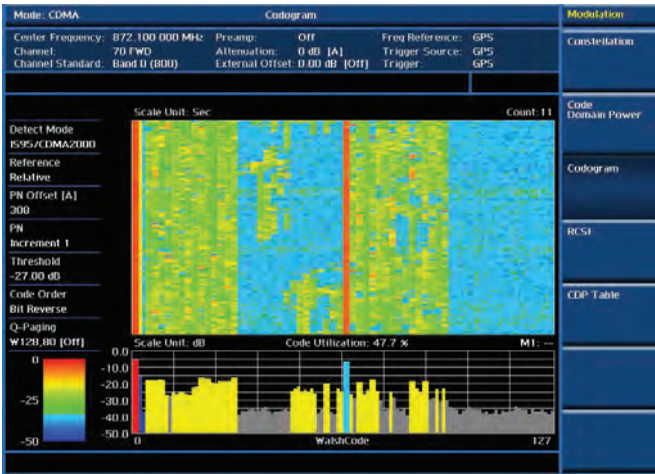 Mode: CDMA Codogram Modulation
Center Frequency: 872.100 000 MHz Preamp: Off Freq Reference: GPS
Channel: 70 FWD Attenuation: 0 dB [A] Trigger Source: GPS
Channel Standard: Band 0 (800) External Offset: 0.00 dB [Off] Trigger: GPS
Constellation
Code
Domain Power
Codogram
RCSI
CDP Table
Scale Unit: Sec Count: 11
Detect Mode
IS95/CDMA2000
Reference
Relative
PN Offset [A]
300
PN
Increment 1
Threshold
-27.00 dB
Code Order
Bit Reverse
Q-Paging
W128,80 [Off]
Scale Unit: dB Code Utilization: 47.7 % M1: --
0
-25
-50
0.0
-10.0
-20.0
-30.0
-40.0
-50.0
0 WalshCode 127